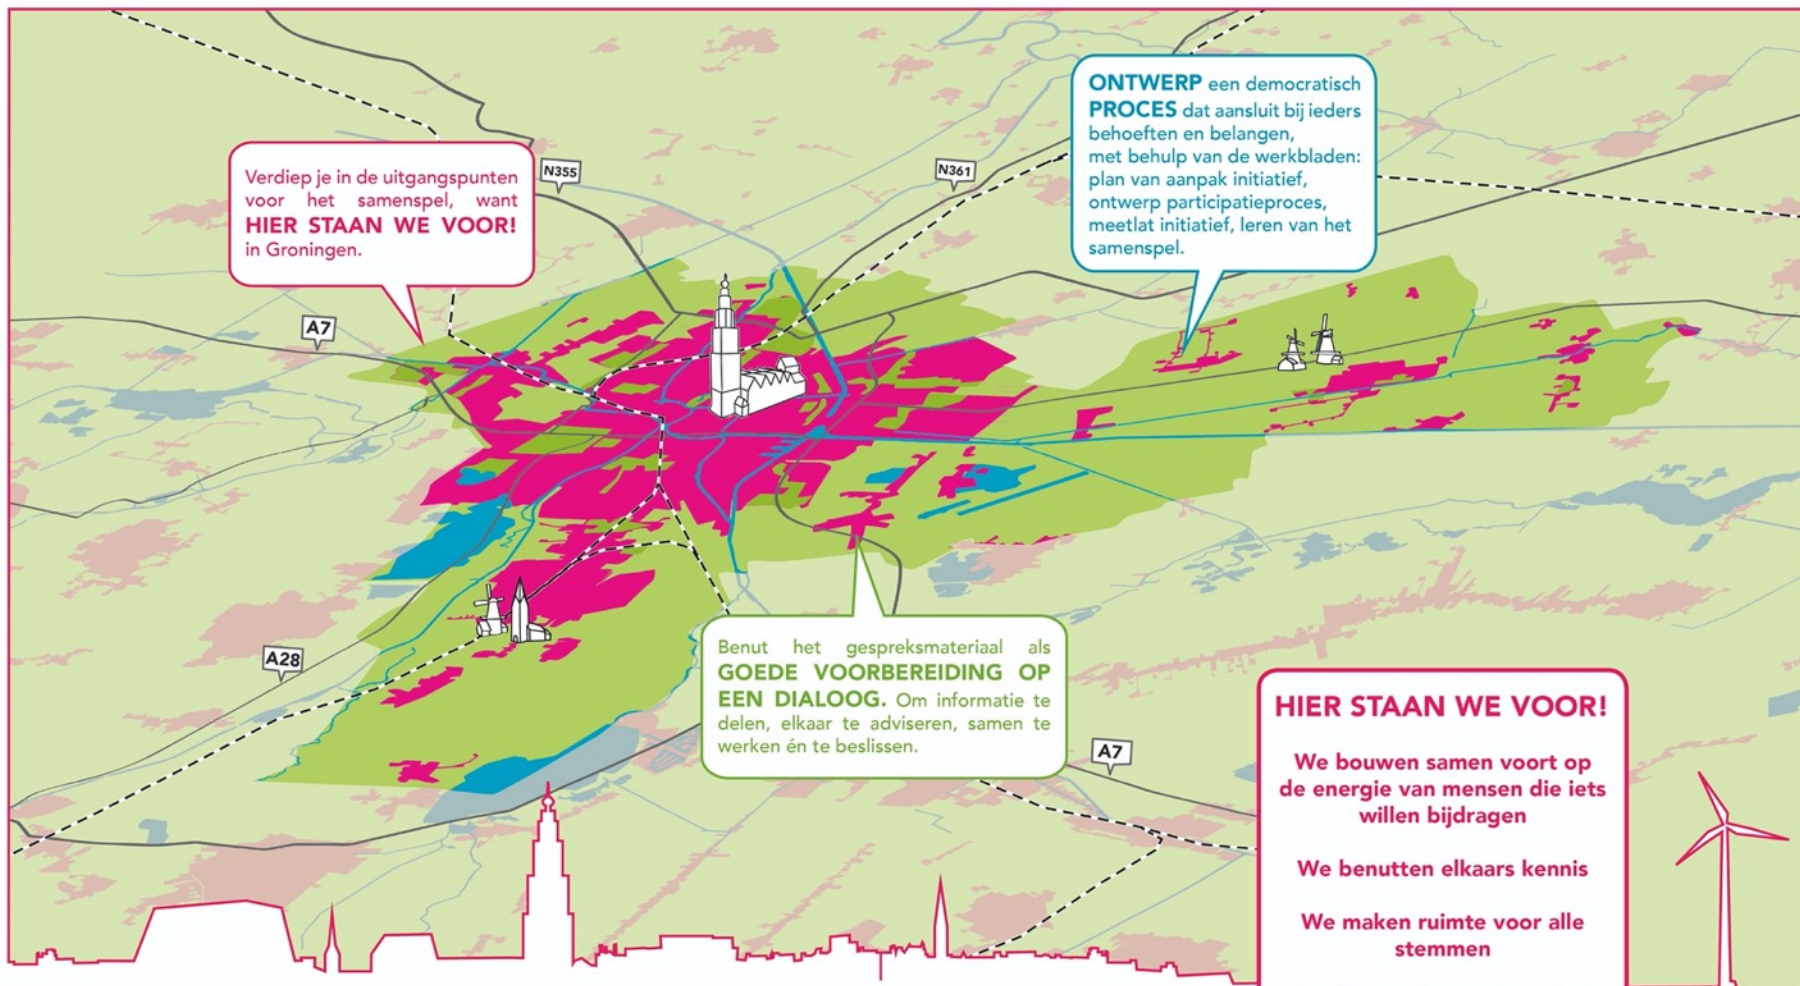 Verdiep je in de uitgangspunten
voor het samenspel, want
HIER STAAN WE VOOR!
in Groningen.
N355
N361
ONTWERP een democratisch
PROCES dat aansluit bij ieders
behoeften en belangen,
met behulp van de werkbladen:
plan van aanpak initiatief,
ontwerp participatieproces,
meetlat initiatief, leren van het
samenspel.
A7
A28
Benut het gespreksmateriaal als
GOEDE VOORBEREIDING OP
EEN DIALOOG. Om informatie te
delen, elkaar te adviseren, samen te
werken én te beslissen.
A7
HIER STAAN WE VOOR!
We bouwen samen voort op
de energie van mensen die iets
willen bijdragen
We benutten elkaars kennis
We maken ruimte voor alle
stemmen